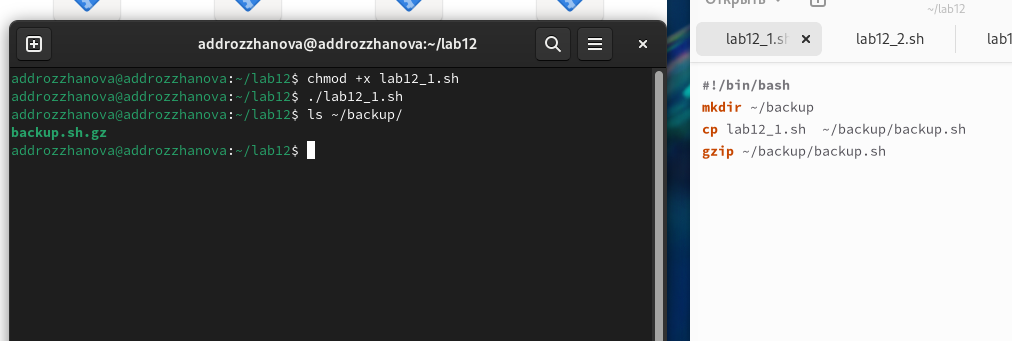 addrozzhanova@addrozzhanova:~/lab12
addrozzhanova@addrozzhanova:~/lab12$ chmod +x lab12_1.sh
addrozzhanova@addrozzhanova:~/lab12$ ./lab12_1.sh
addrozzhanova@addrozzhanova:~/lab12$ ls ~/backup/
backup.sh.gz
addrozzhanova@addrozzhanova:~/lab12$
Открыть
~/lab12
lab12_1.sh
lab12_2.sh
lab1
#!/bin/bash
mkdir ~/backup
cp lab12_1.sh  ~/backup/backup.sh
gzip ~/backup/backup.sh